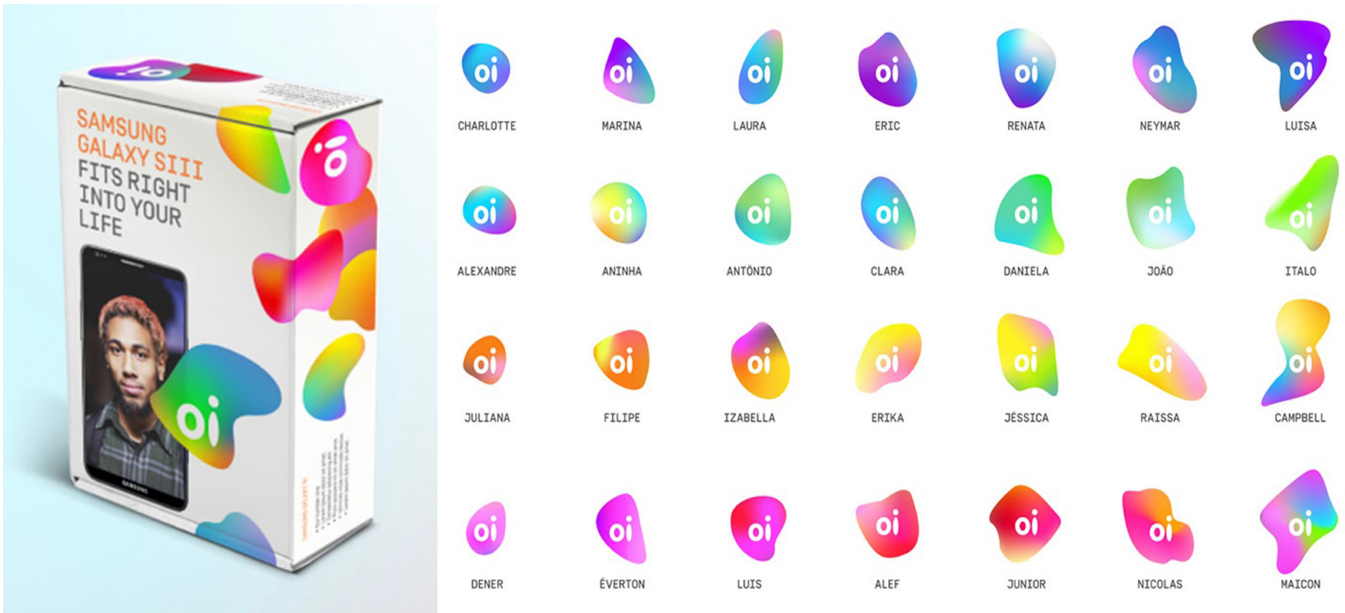 oi
SAMSUNG
GALAXY SIII
FITS RIGHT
INTO YOUR
LIFE
oi
oi
SAMSUNG
oi
oi
oi
oi
oi
oi
oi
CHARLOTTE
MARINA
LAURA
ERIC
RENATA
NEYMAR
LUISA
oi
oi
oi
oi
oi
oi
oi
ALEXANDRE
ANINHA
ANTÔNIO
CLARA
DANIELA
JOÃO
ITALO
oi
oi
oi
oi
oi
oi
oi
JULIANA
FILIPE
IZABELLA
ERIKA
JÉSSICA
RAISSA
CAMPBELL
oi
oi
oi
oi
oi
oi
oi
DENER
ÉVERTON
LUIS
ALEF
JUNIOR
NICOLAS
MAICON